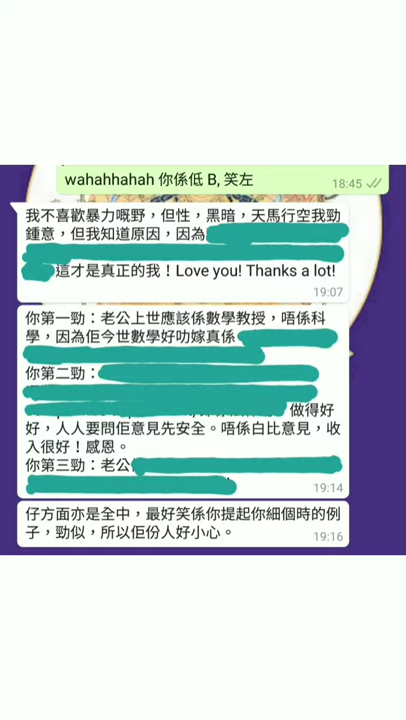 wahahhahah 你係低 B, 笑左
18:45
我不喜歡暴力嘅野，但性，黑暗，天馬行空我勁
鍾意，但我知道原因，因為
這才是真正的我！Love you! Thanks a lot!
19:07
你第一勁：老公上世應該係數學教授，唔係科
學，因為佢今世數學好叻嫁真係
你第二勁：
做得好
好，人人要問佢意見先安全。唔係白比意見，收
入很好！感恩。
你第三勁：老公
19:14
仔方面亦是全中，最好笑係你提起你細個時的例
子，勁似，所以佢份人好小心。
19:16